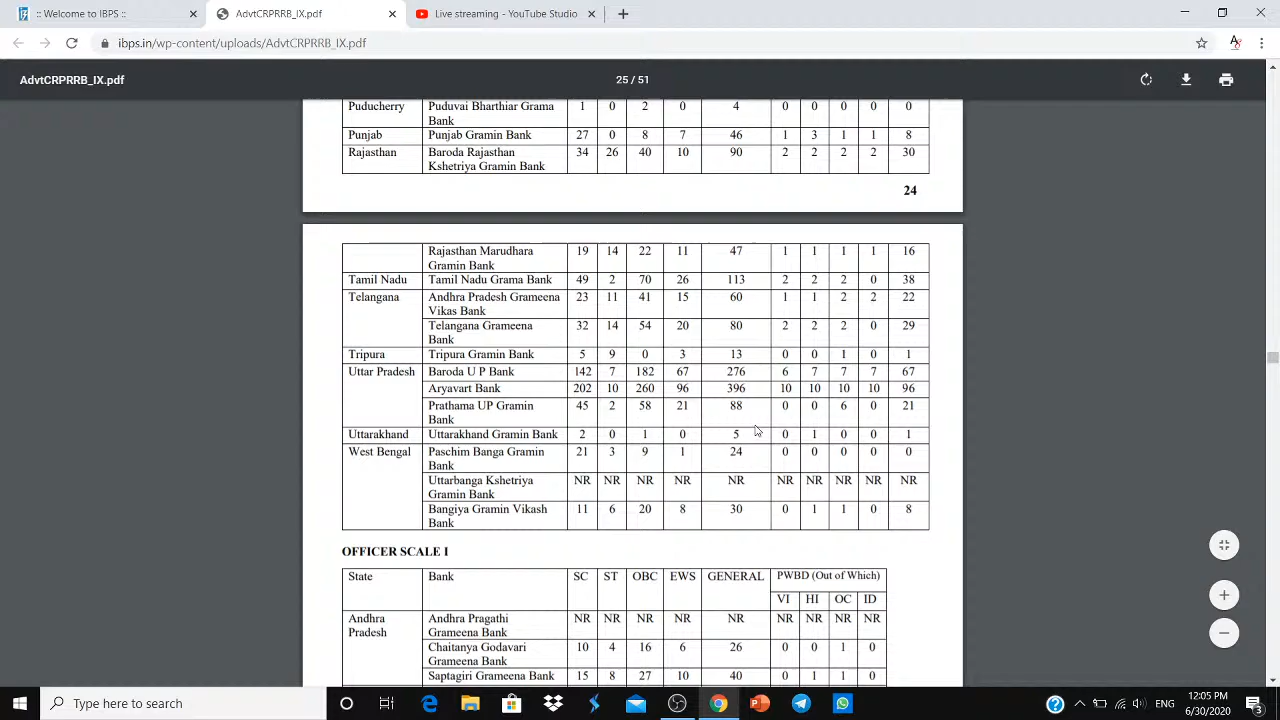 :: Welcome to IBPS
AdvtCRPRRB_IX.pdf
Live streaming - YouTube Studio
ibps.in/wp-content/uploads/AdvtCRPRRB_IX.pdf
AdvtCRPRRB_IX.pdf
25 / 51
Puducherry Puduvai Bharthiar Grama Bank 1 0 2 0 4 0 0 0 0 0
Punjab Punjab Gramin Bank 27 0 8 7 46 1 3 1 1 8
Rajasthan Baroda Rajasthan Kshetriya Gramin Bank 34 26 40 10 90 2 2 2 2 30
24
Rajasthan Marudhara Gramin Bank 19 14 22 11 47 1 1 1 1 16
Tamil Nadu Tamil Nadu Grama Bank 49 2 70 26 113 2 2 2 0 38
Telangana Andhra Pradesh Grameena Vikas Bank 23 11 41 15 60 1 1 2 2 22
Telangana Grameena Bank 32 14 54 20 80 2 2 2 0 29
Tripura Tripura Gramin Bank 5 9 0 3 13 0 0 1 0 1
Uttar Pradesh Baroda U P Bank 142 7 182 67 276 6 7 7 7 67
Aryavart Bank 202 10 260 96 396 10 10 10 10 96
Prathama UP Gramin Bank 45 2 58 21 88 0 0 6 0 21
Uttarakhand Uttarakhand Gramin Bank 2 0 1 0 5 0 1 0 0 1
West Bengal Paschim Banga Gramin Bank 21 3 9 1 24 0 0 0 0 0
Uttarbanga Kshetriya Gramin Bank NR NR NR NR NR NR NR NR NR NR
Bangiya Gramin Vikash Bank 11 6 20 8 30 0 1 1 0 8
OFFICER SCALE I
State Bank SC ST OBC EWS GENERAL PWBD (Out of Which)
VI HI OC ID
Andhra Pradesh Andhra Pragathi Grameena Bank NR NR NR NR NR NR NR NR NR
Chaitanya Godavari Grameena Bank 10 4 16 6 26 0 0 1 0
Saptagiri Grameena Bank 15 8 27 10 40 0 1 1 0
Type here to search
ENG
12:05 PM
6/30/2020
3